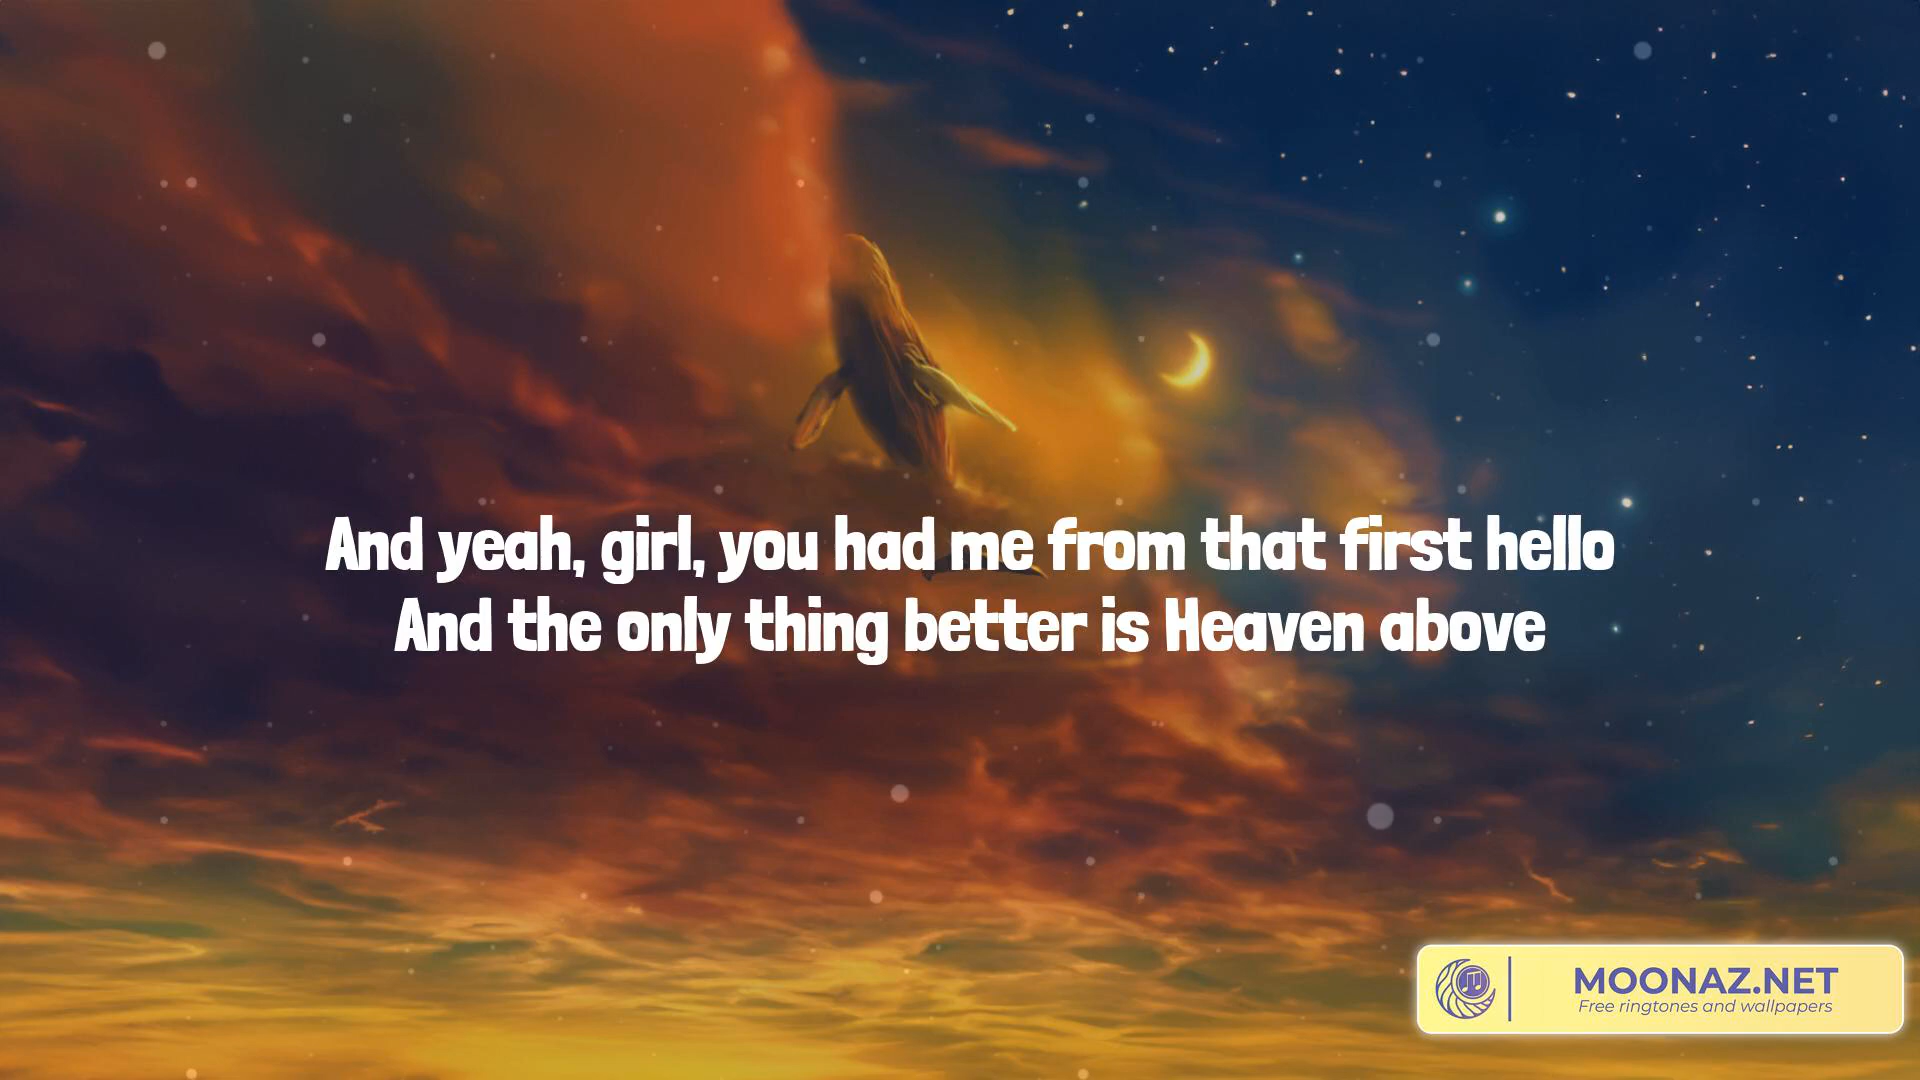 And yeah, girl, you had me from that first hello
And the only thing better is Heaven above
MOONAZ.NET
Free ringtones and wallpapers